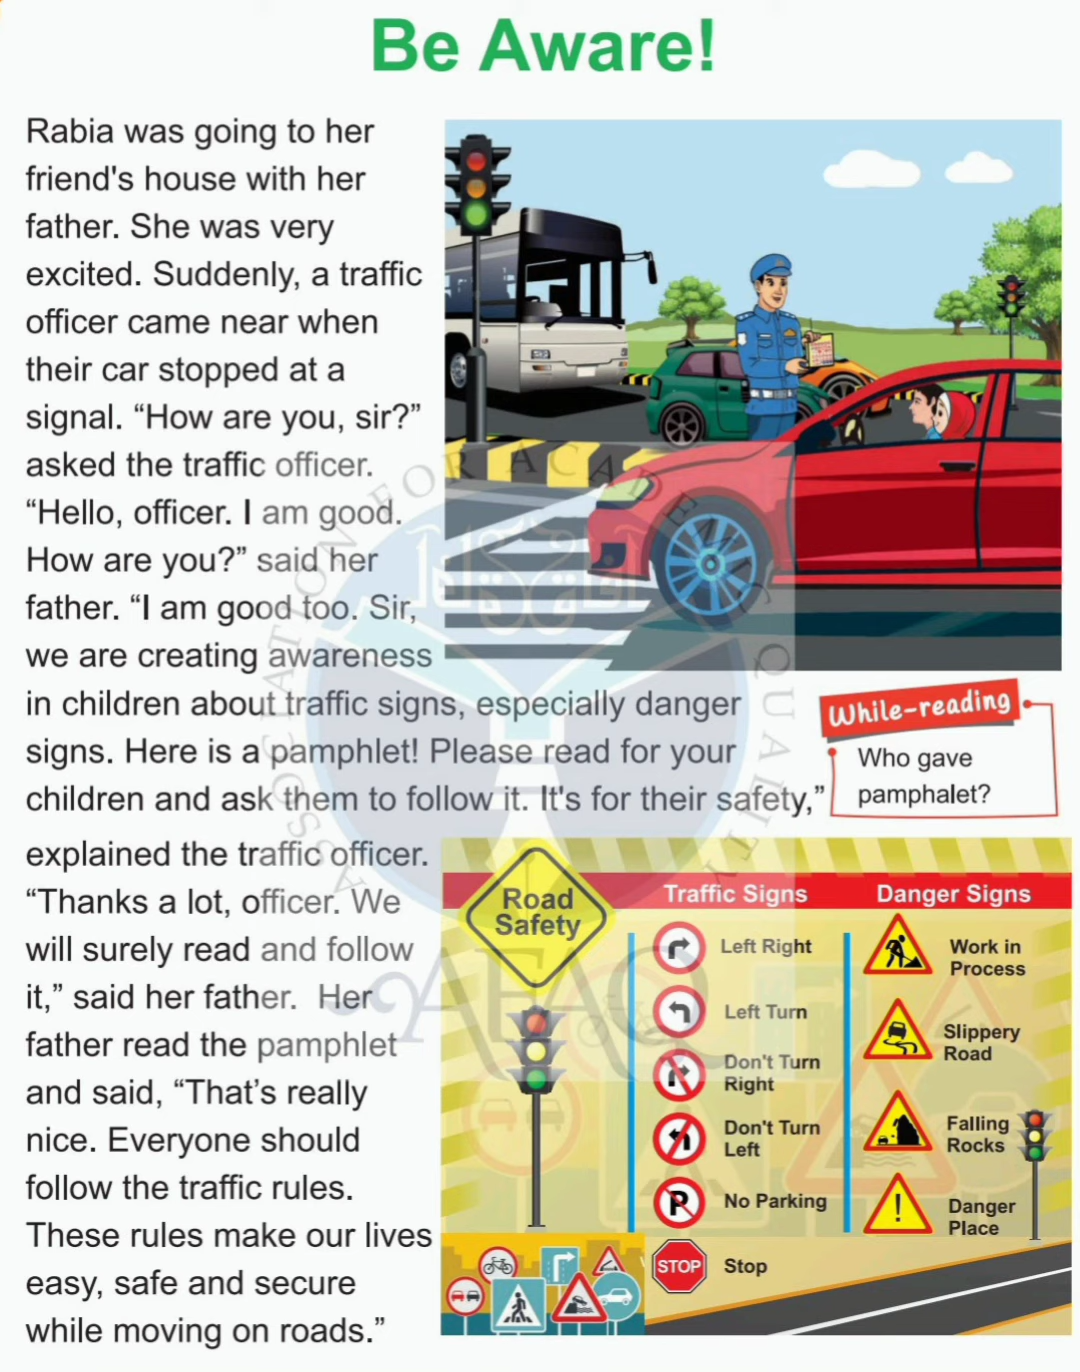 Be Aware!
Rabia was going to her
friend's house with her
father. She was very
excited. Suddenly, a traffic
officer came near when
their car stopped at a
signal. “How are you, sir?”
asked the traffic officer.
“Hello, officer. I am good.
How are you?” said her
father. “I am good too. Sir,
we are creating awareness
in children about traffic signs, especially danger
signs. Here is a pamphlet! Please read for your
children and ask them to follow it. It's for their safety,”
While-reading
Who gave
pamphalet?
explained the traffic officer.
“Thanks a lot, officer. We
will surely read and follow
it,” said her father. Her
father read the pamphlet
and said, “That’s really
nice. Everyone should
follow the traffic rules.
These rules make our lives
easy, safe and secure
while moving on roads.”
Road
Safety
Traffic Signs
Left Right
Left Turn
Don't Turn
Right
Don't Turn
Left
P
No Parking
STOP
Stop
Danger Signs
Work in
Process
Slippery
Road
Falling
Rocks
!
Danger
Place
ASSOCIATION FOR ACADEMIC QUALITY
AFAQ